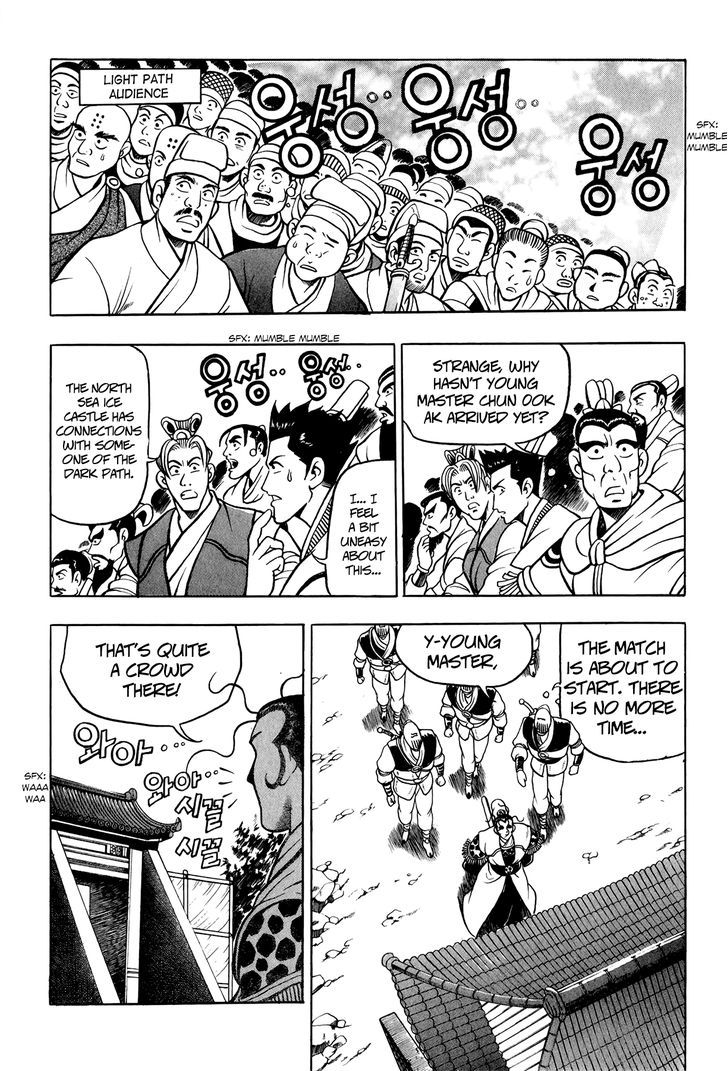 LIGHT PATH
AUDIENCE
웅성..
웅성..
웅성
SFX:
MUMBLE
MUMBLE
SFX: MUMBLE MUMBLE
웅성..
웅성..
THE NORTH
SEA ICE
CASTLE HAS
CONNECTIONS
WITH SOME-
ONE OF THE
DARK PATH.
I... I
FEEL
A BIT
UNEASY
ABOUT
THIS...
STRANGE, WHY
HASN'T YOUNG
MASTER CHUN OOK
AK ARRIVED YET?
THAT'S QUITE
A CROWD
THERE!
와아...
와아..
시끌
시끌
SFX:
WAAA
WAA
Y-YOUNG
MASTER,
THE MATCH
IS ABOUT TO
START. THERE
IS NO MORE
TIME...